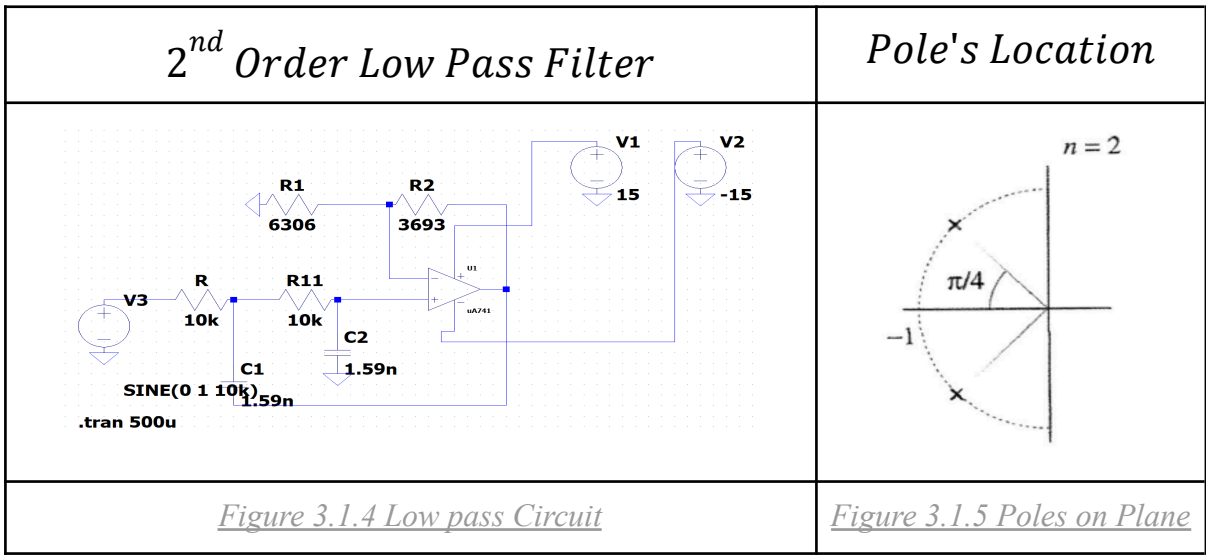 2nd Order Low Pass Filter
Pole's Location
V1
15
V2
-15
R1
6306
R2
3693
U1
uA741
R
10k
R11
10k
V3
C2
1.59n
C1
1.59n
SINE(0 1 10k)
.tran 500u
n = 2
π/4
−1
Figure 3.1.4 Low pass Circuit
Figure 3.1.5 Poles on Plane